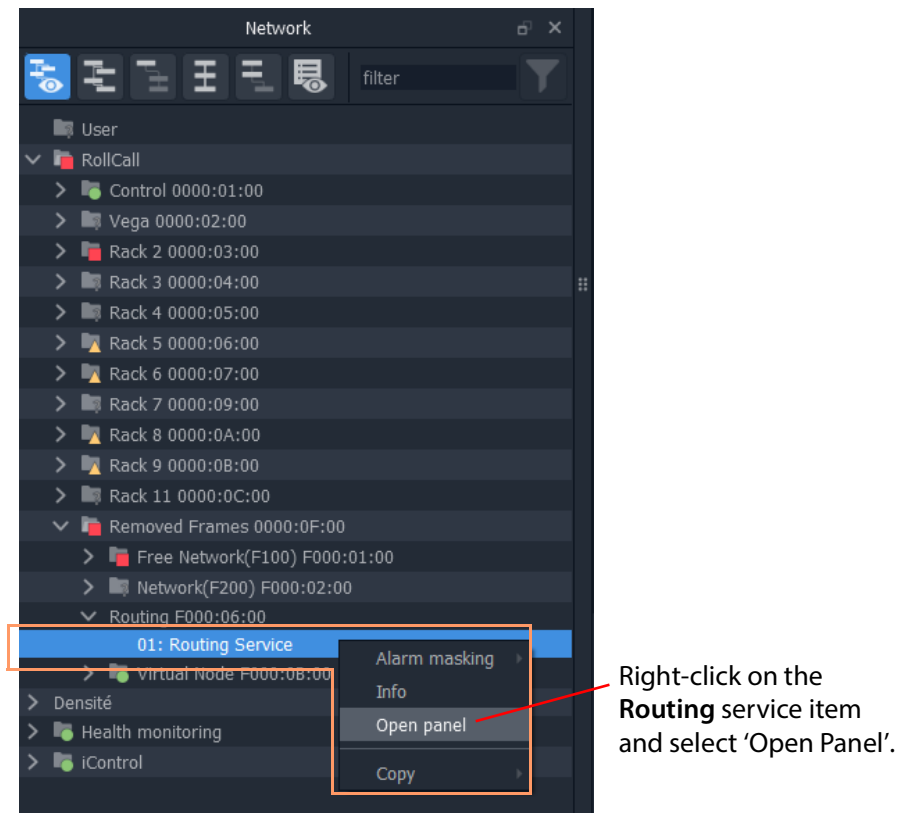 Network
filter
User
RollCall
Control 0000:01:00
Vega 0000:02:00
Rack 2 0000:03:00
Rack 3 0000:04:00
Rack 4 0000:05:00
Rack 5 0000:06:00
Rack 6 0000:07:00
Rack 7 0000:09:00
Rack 8 0000:0A:00
Rack 9 0000:0B:00
Rack 11 0000:0C:00
Removed Frames 0000:0F:00
Free Network(F100) F000:01:00
Network(F200) F000:02:00
Routing F000:06:00
01: Routing Service
Virtual Node F000:0B:00
Densité
Health monitoring
iControl
Alarm masking
Info
Open panel
Copy
Right-click on the
Routing service item
and select ‘Open Panel’.